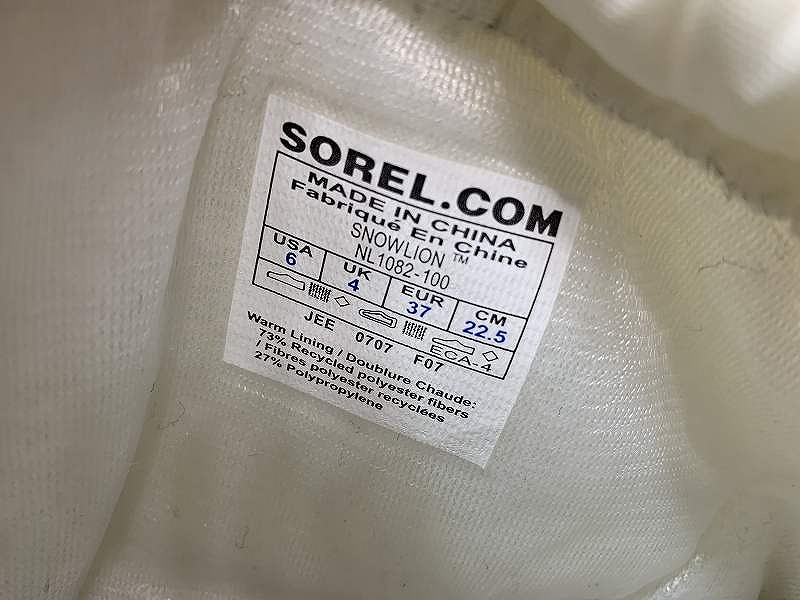 SOREL.COM
MADE IN CHINA
Fabriqué En Chine
SNOWLION ™
NL1082-100
USA UK EUR CM
6 4 37 22.5
ECA-4
JEE 0707 F07
Warm Lining / Doublure Chaude:
73% Recycled polyester fibers
/ Fibres polyester recyclées
27% Polypropylene